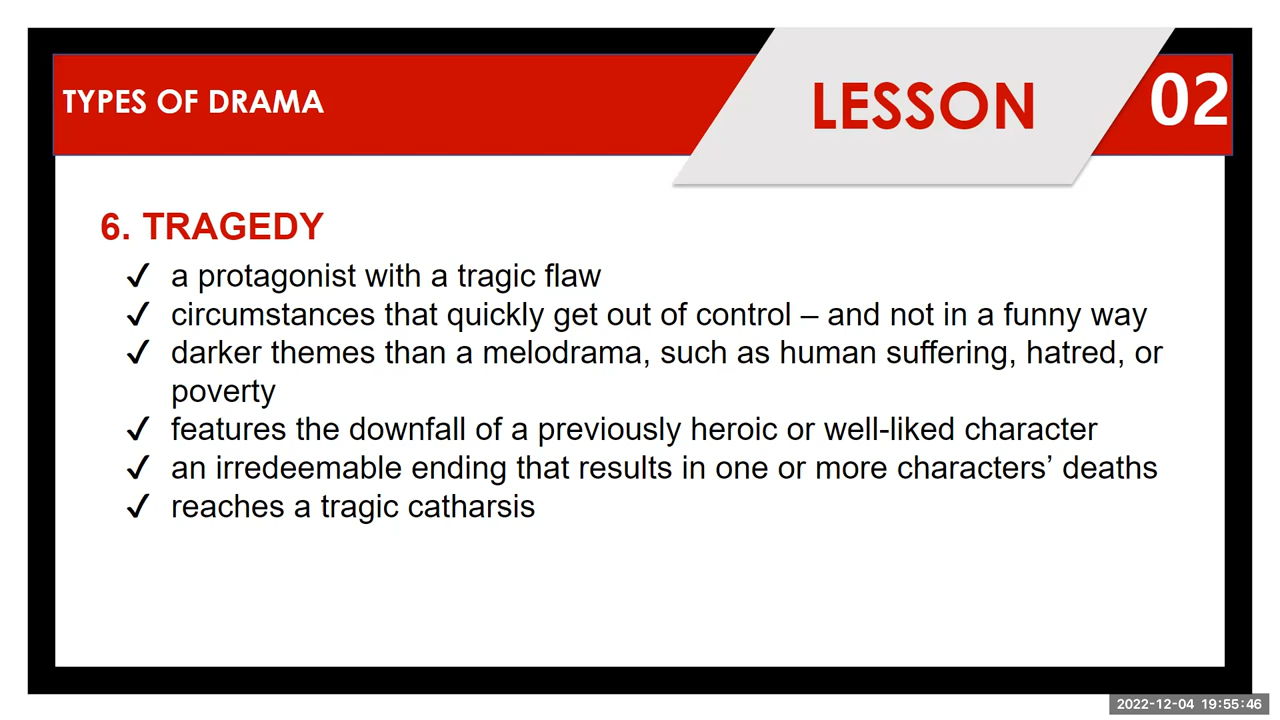 TYPES OF DRAMA
LESSON
02
6. TRAGEDY
✓ a protagonist with a tragic flaw
✓ circumstances that quickly get out of control – and not in a funny way
✓ darker themes than a melodrama, such as human suffering, hatred, or
poverty
✓ features the downfall of a previously heroic or well-liked character
✓ an irredeemable ending that results in one or more characters’ deaths
✓ reaches a tragic catharsis
2022-12-04 19:55:46